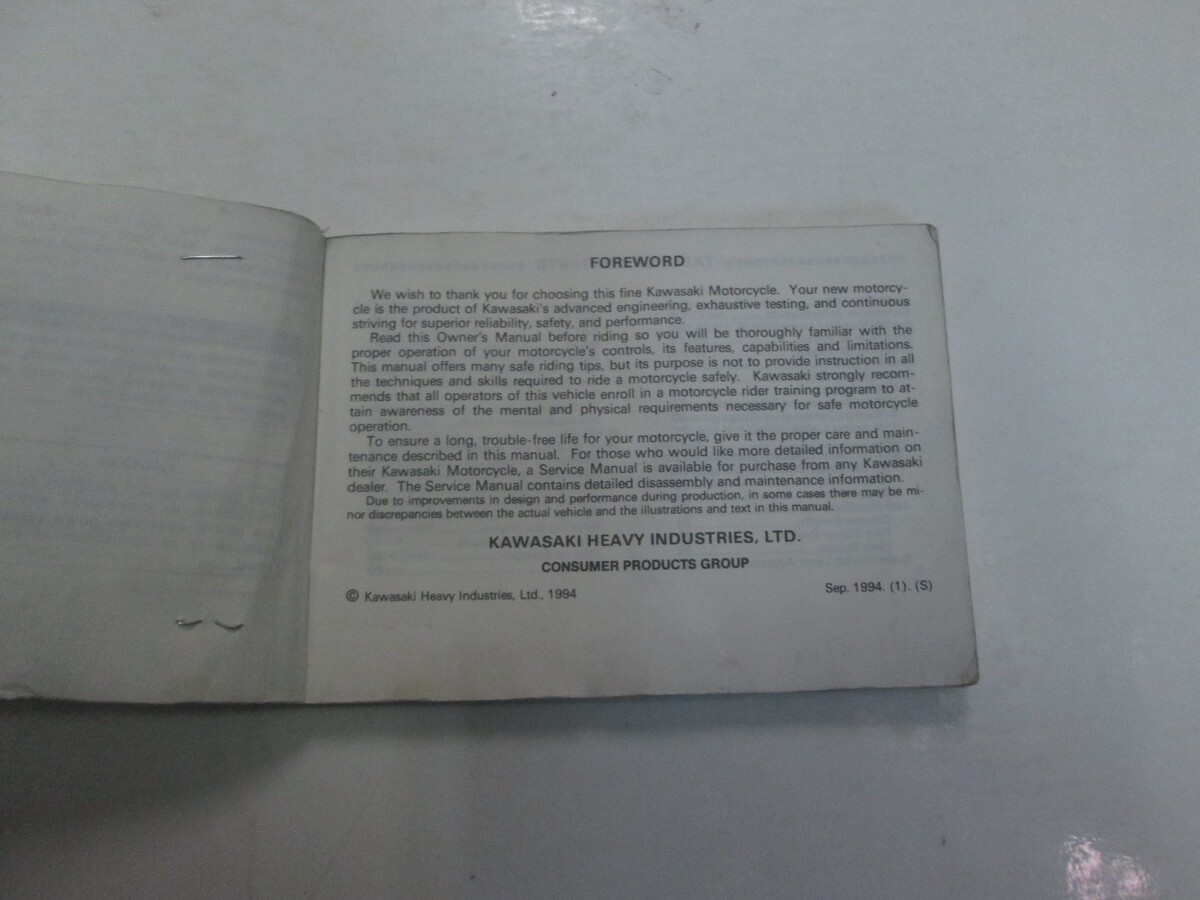 FOREWORD
We wish to thank you for choosing this fine Kawasaki Motorcycle. Your new motorcy-
cle is the product of Kawasaki's advanced engineering, exhaustive testing, and continuous
striving for superior reliability, safety, and performance.
Read this Owner's Manual before riding so you will be thoroughly familiar with the
proper operation of your motorcycle's controls, its features, capabilities and limitations.
This manual offers many safe riding tips, but its purpose is not to provide instruction in all
the techniques and skills required to ride a motorcycle safely. Kawasaki strongly recom-
mends that all operators of this vehicle enroll in a motorcycle rider training program to at-
tain awareness of the mental and physical requirements necessary for safe motorcycle
operation.
To ensure a long, trouble-free life for your motorcycle, give it the proper care and main-
tenance described in this manual. For those who would like more detailed information on
their Kawasaki Motorcycle, a Service Manual is available for purchase from any Kawasaki
dealer. The Service Manual contains detailed disassembly and maintenance information.
Due to improvements in design and performance during production, in some cases there may be mi-
nor discrepancies between the actual vehicle and the illustrations and text in this manual.
KAWASAKI HEAVY INDUSTRIES, LTD.
CONSUMER PRODUCTS GROUP
© Kawasaki Heavy Industries, Ltd., 1994
Sep. 1994. (1). (S)